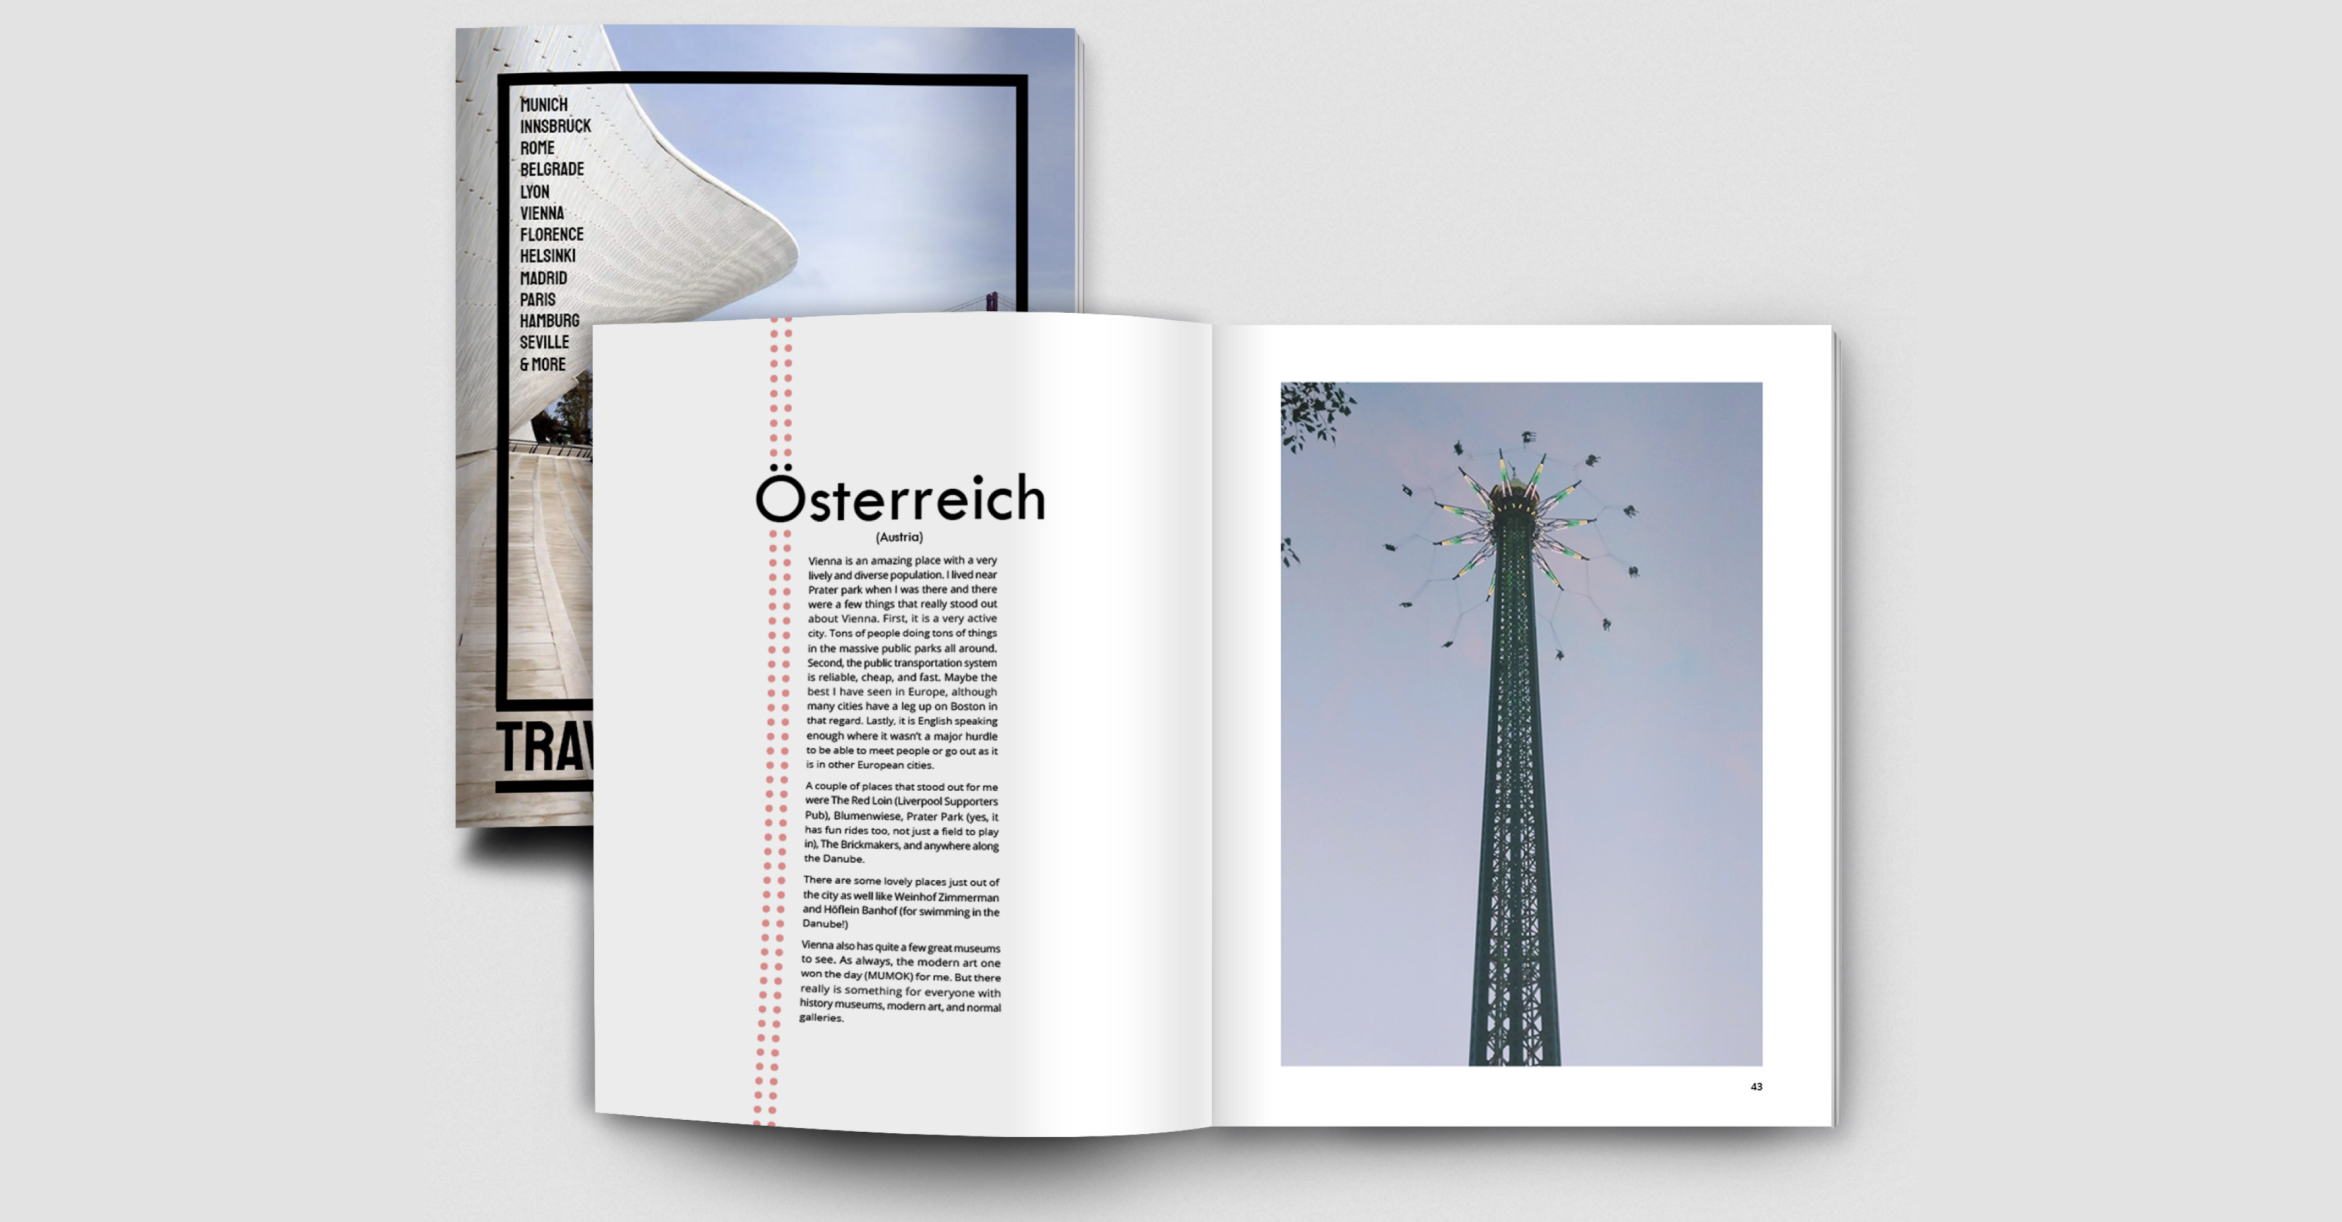 MUNICH
INNSBRUCK
ROME
BELGRADE
LYON
VIENNA
FLORENCE
HELSINKI
MADRID
PARIS
HAMBURG
SEVILLE
& MORE
TRAV
Österreich
(Austria)
Vienna is an amazing place with a very
lively and diverse population. I lived near
Prater park when I was there and there
were a few things that really stood out
about Vienna. First, it is a very active
city. Tons of people doing tons of things
in the massive public parks all around.
Second, the public transportation system
is reliable, cheap, and fast. Maybe the
best I have seen in Europe, although
many cities have a leg up on Boston in
that regard. Lastly, it is English speaking
enough where it wasn't a major hurdle
to be able to meet people or go out as it
is in other European cities.
A couple of places that stood out for me
were The Red Loin (Liverpool Supporters
Pub), Blumenwiese, Prater Park (yes, it
has fun rides too, not just a field to play
in), The Brickmakers, and anywhere along
the Danube.
There are some lovely places just out of
the city as well like Weinhof Zimmerman
and Höflein Banhof (for swimming in the
Danube!)
Vienna also has quite a few great museums
to see. As always, the modern art one
won the day (MUMOK) for me. But there
really is something for everyone with
history museums, modern art, and normal
galleries.
43